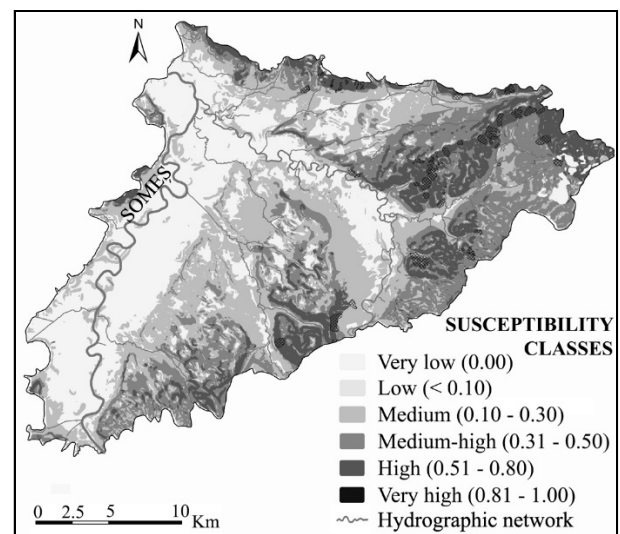 N
SOMEȘ
SUSCEPTIBILITY
CLASSES
Very low (0.00)
Low (< 0.10)
Medium (0.10 - 0.30)
Medium-high (0.31 - 0.50)
High (0.51 - 0.80)
Very high (0.81 - 1.00)
Hydrographic network
0 2.5 5 10
Km